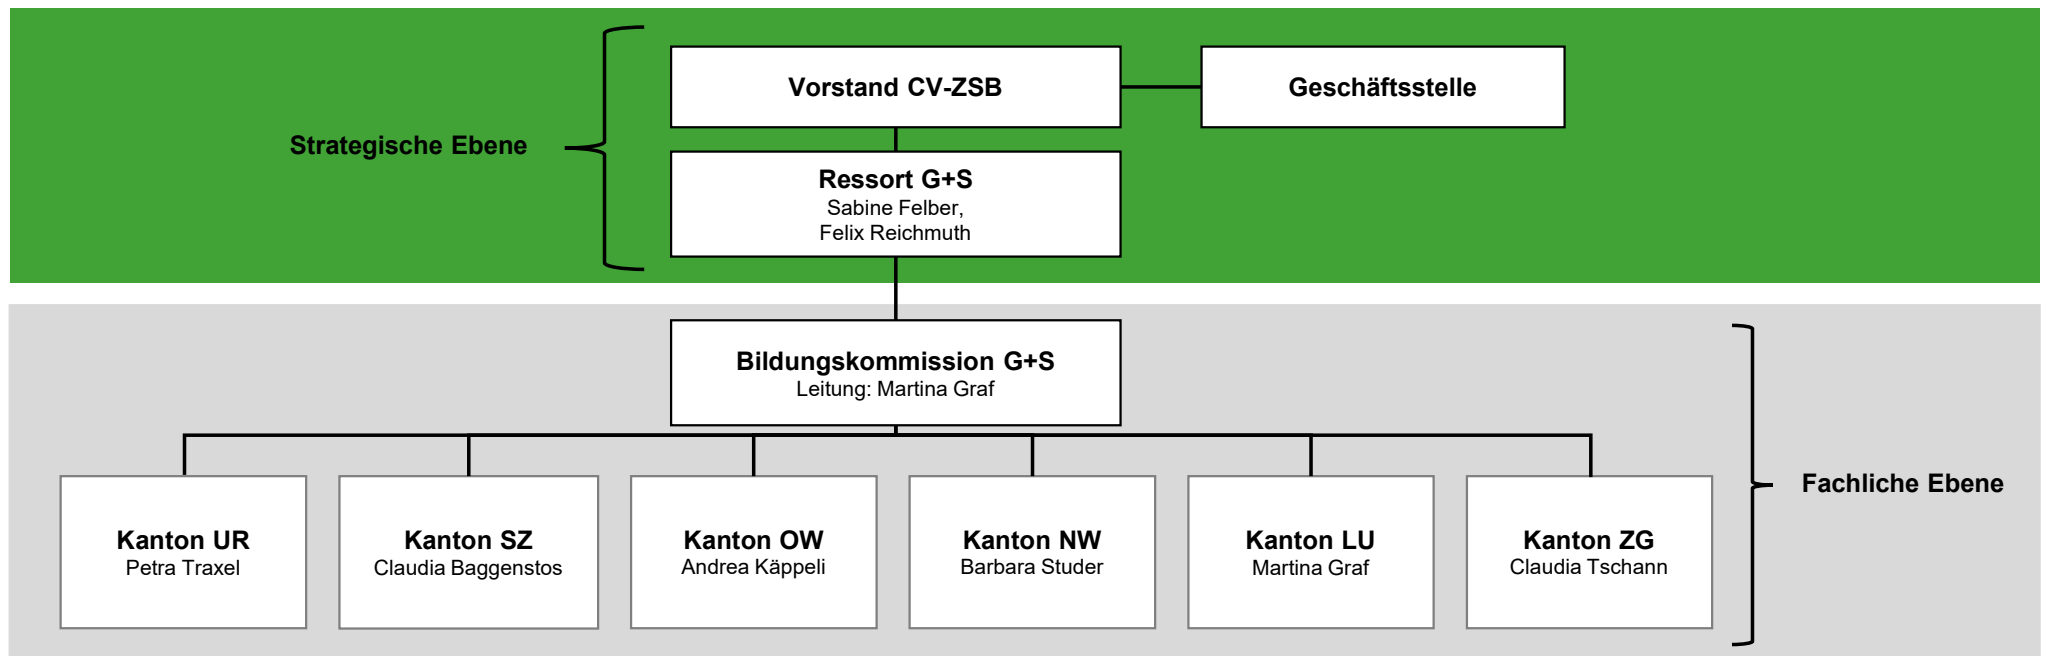 Vorstand CV-ZSB
Geschäftsstelle
Strategische Ebene
Ressort G+S
Sabine Felber,
Felix Reichmuth
Bildungskommission G+S
Leitung: Martina Graf
Fachliche Ebene
Kanton UR
Petra Traxel
Kanton SZ
Claudia Baggenstos
Kanton OW
Andrea Käppeli
Kanton NW
Barbara Studer
Kanton LU
Martina Graf
Kanton ZG
Claudia Tschann